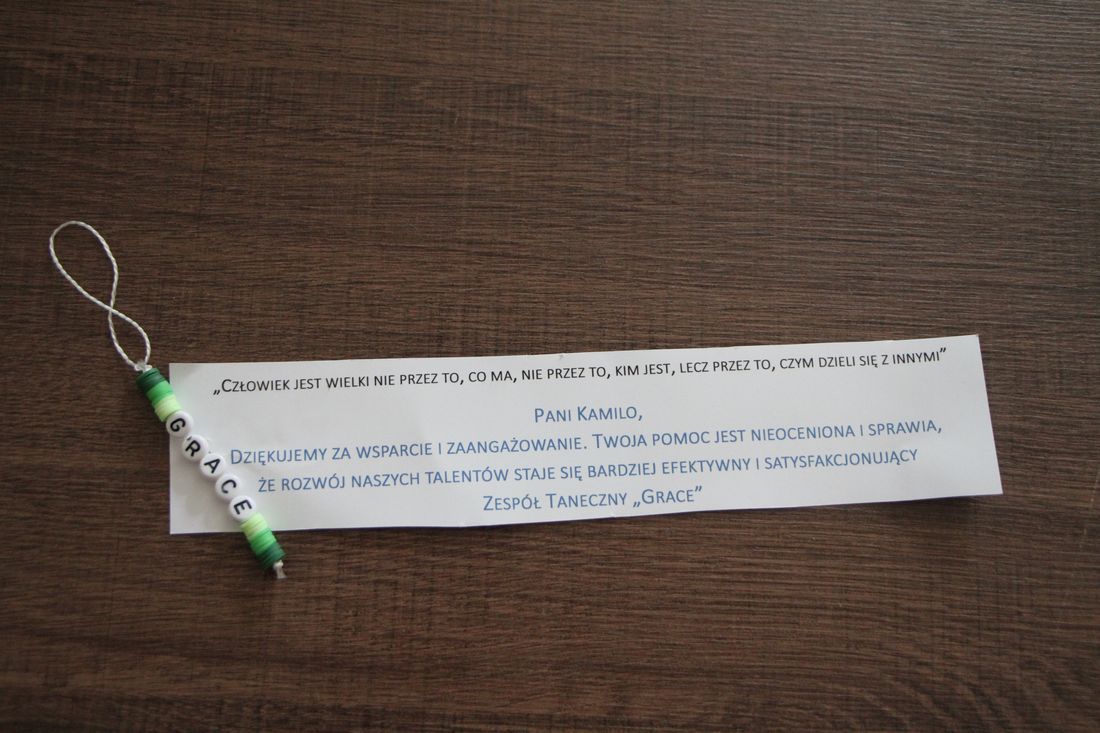 „Człowiek jest wielki nie przez to, co ma, nie przez to, kim jest, lecz przez to, czym dzieli się z innymi”
Pani Kamilo,
Dziękujemy za wsparcie i zaangażowanie. Twoja pomoc jest nieoceniona i sprawia,
że rozwój naszych talentów staje się bardziej efektywny i satysfakcjonujący
Zespół Taneczny „Grace”
GRACE